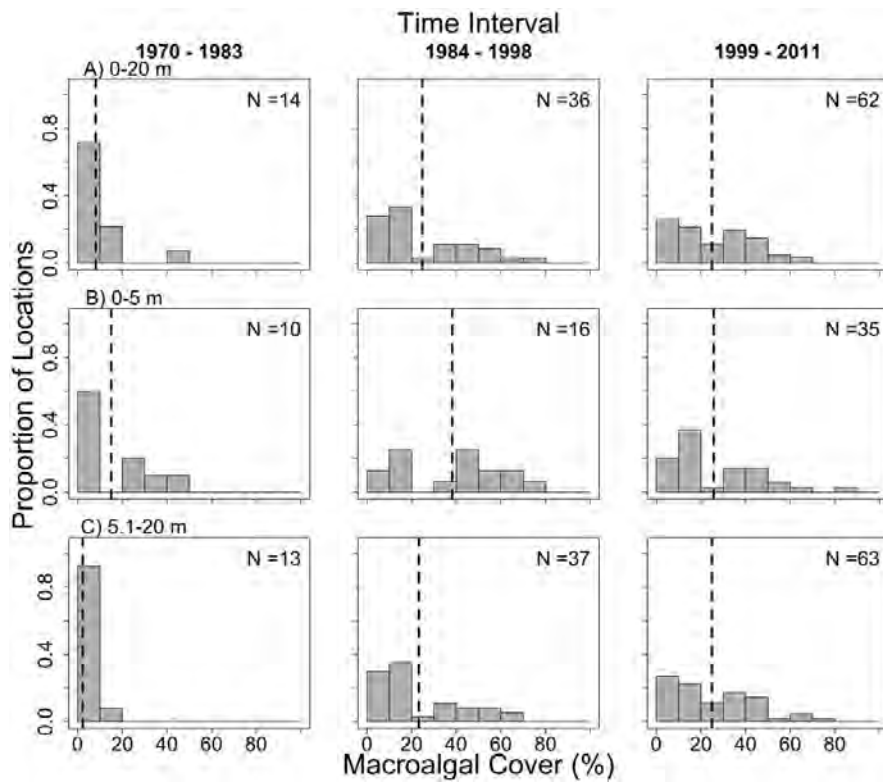 Time Interval
1970 - 1983 1984 - 1998 1999 - 2011
A) 0-20 m
N =14 N =36 N =62
0.8
0.4
0.0
B) 0-5 m
N =10 N =16 N =35
0.8
0.4
0.0
C) 5.1-20 m
N =13 N =37 N =63
0.8
0.4
0.0
Proportion of Locations
0 20 40 60 80 0 20 40 60 80 0 20 40 60 80
Macroalgal Cover (%)